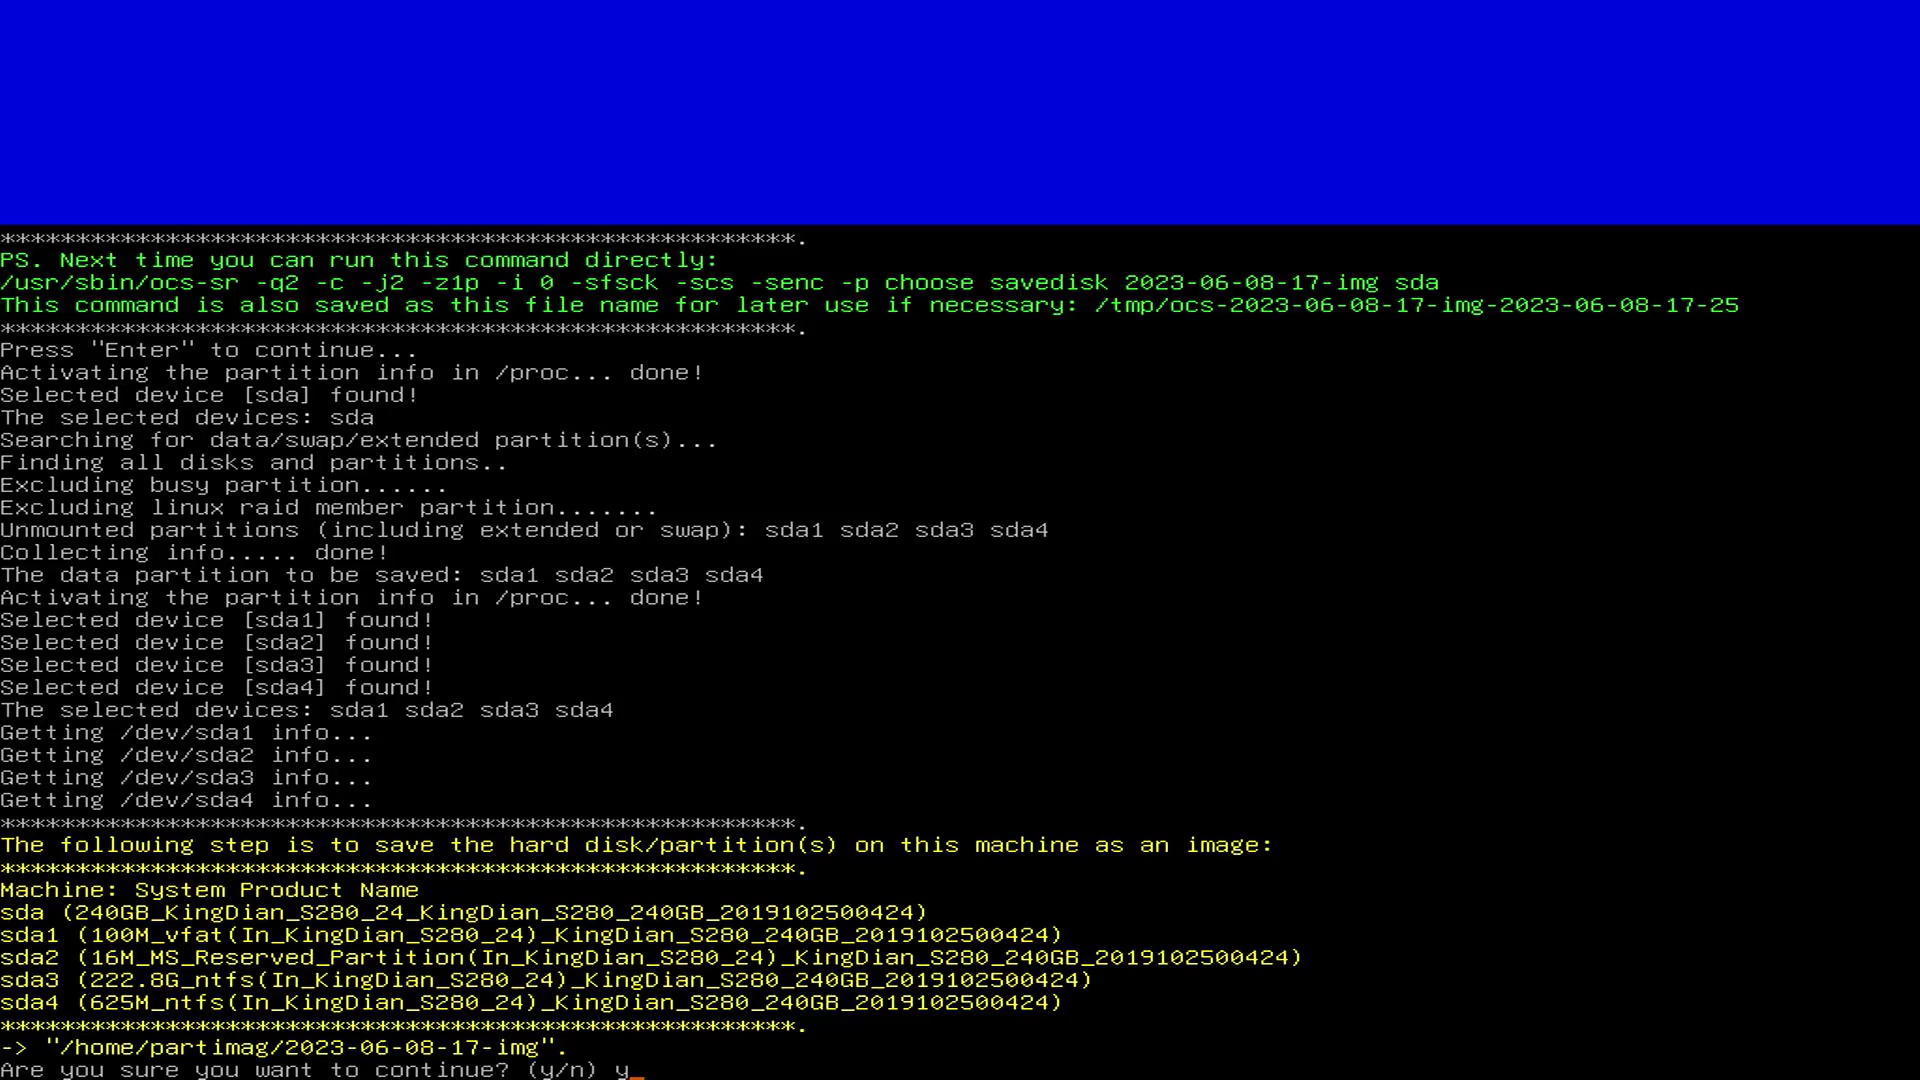 *****************************************************.
PS. Next time you can run this command directly:
/usr/sbin/ocs-sr -q2 -c -j2 -z1p -i 0 -sfsck -scs -senc -p choose savedisk 2023-06-08-17-img sda
This command is also saved as this file name for later use if necessary: /tmp/ocs-2023-06-08-17-img-2023-06-08-17-25
*****************************************************.
Press "Enter" to continue...
Activating the partition info in /proc... done!
Selected device [sda] found!
The selected devices: sda
Searching for data/swap/extended partition(s)...
Finding all disks and partitions..
Excluding busy partition......
Excluding linux raid member partition.......
Unmounted partitions (including extended or swap): sda1 sda2 sda3 sda4
Collecting info..... done!
The data partition to be saved: sda1 sda2 sda3 sda4
Activating the partition info in /proc... done!
Selected device [sda1] found!
Selected device [sda2] found!
Selected device [sda3] found!
Selected device [sda4] found!
The selected devices: sda1 sda2 sda3 sda4
Getting /dev/sda1 info...
Getting /dev/sda2 info...
Getting /dev/sda3 info...
Getting /dev/sda4 info...
*****************************************************.
The following step is to save the hard disk/partition(s) on this machine as an image:
*****************************************************.
Machine: System Product Name
sda (240GB_KingDian_S280_24_KingDian_S280_240GB_2019102500424)
sda1 (100M_vfat(In_KingDian_S280_24)_KingDian_S280_240GB_2019102500424)
sda2 (16M_MS_Reserved_Partition(In_KingDian_S280_24)_KingDian_S280_240GB_2019102500424)
sda3 (222.8G_ntfs(In_KingDian_S280_24)_KingDian_S280_240GB_2019102500424)
sda4 (625M_ntfs(In_KingDian_S280_24)_KingDian_S280_240GB_2019102500424)
*****************************************************.
-> "/home/partimag/2023-06-08-17-img".
Are you sure you want to continue? (y/n) y_